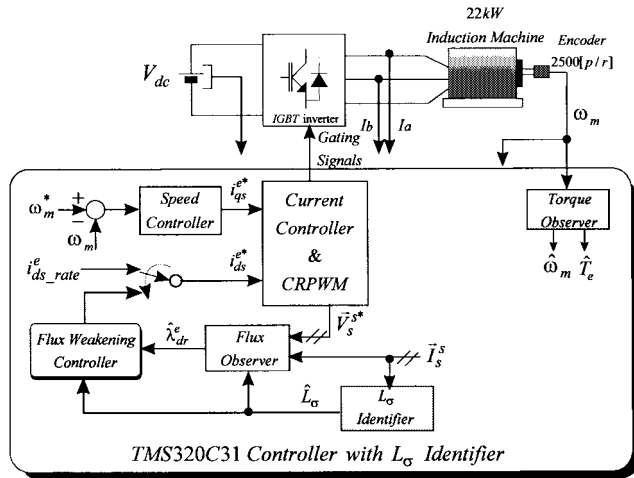 22kW
Induction Machine
Encoder
2500[p/r]
V_dc
IGBT inverter
Gating
Signals
I_b
I_a
ω_m
ω_m^*
+
−
ω_m
Speed
Controller
i_qs^e*
Current
Controller
&
CRPWM
Torque
Observer
ω̂_m
T̂_e
i_ds_rate^e
i_ds^e*
V⃗_s^s*
Flux Weakening
Controller
λ̂_dr^e
Flux
Observer
I⃗_s^s
L̂_σ
L_σ
Identifier
TMS320C31 Controller with L_σ Identifier